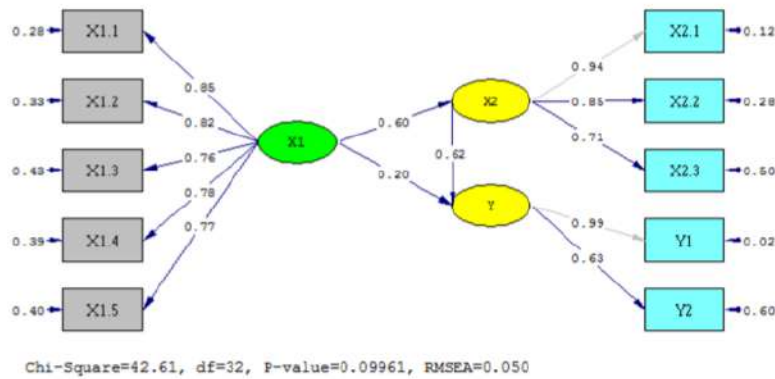 0.28
X1.1
X2.1
0.12
0.94
0.85
0.33
X1.2
X2
0.85
X2.2
0.28
0.82
0.60
0.71
X1
0.43
X1.3
0.76
0.62
X2.3
0.50
0.20
0.78
Y
0.99
0.39
X1.4
0.77
Y1
0.02
0.63
0.40
X1.5
Y2
0.60
Chi-Square=42.61, df=32, P-value=0.09961, RMSEA=0.050